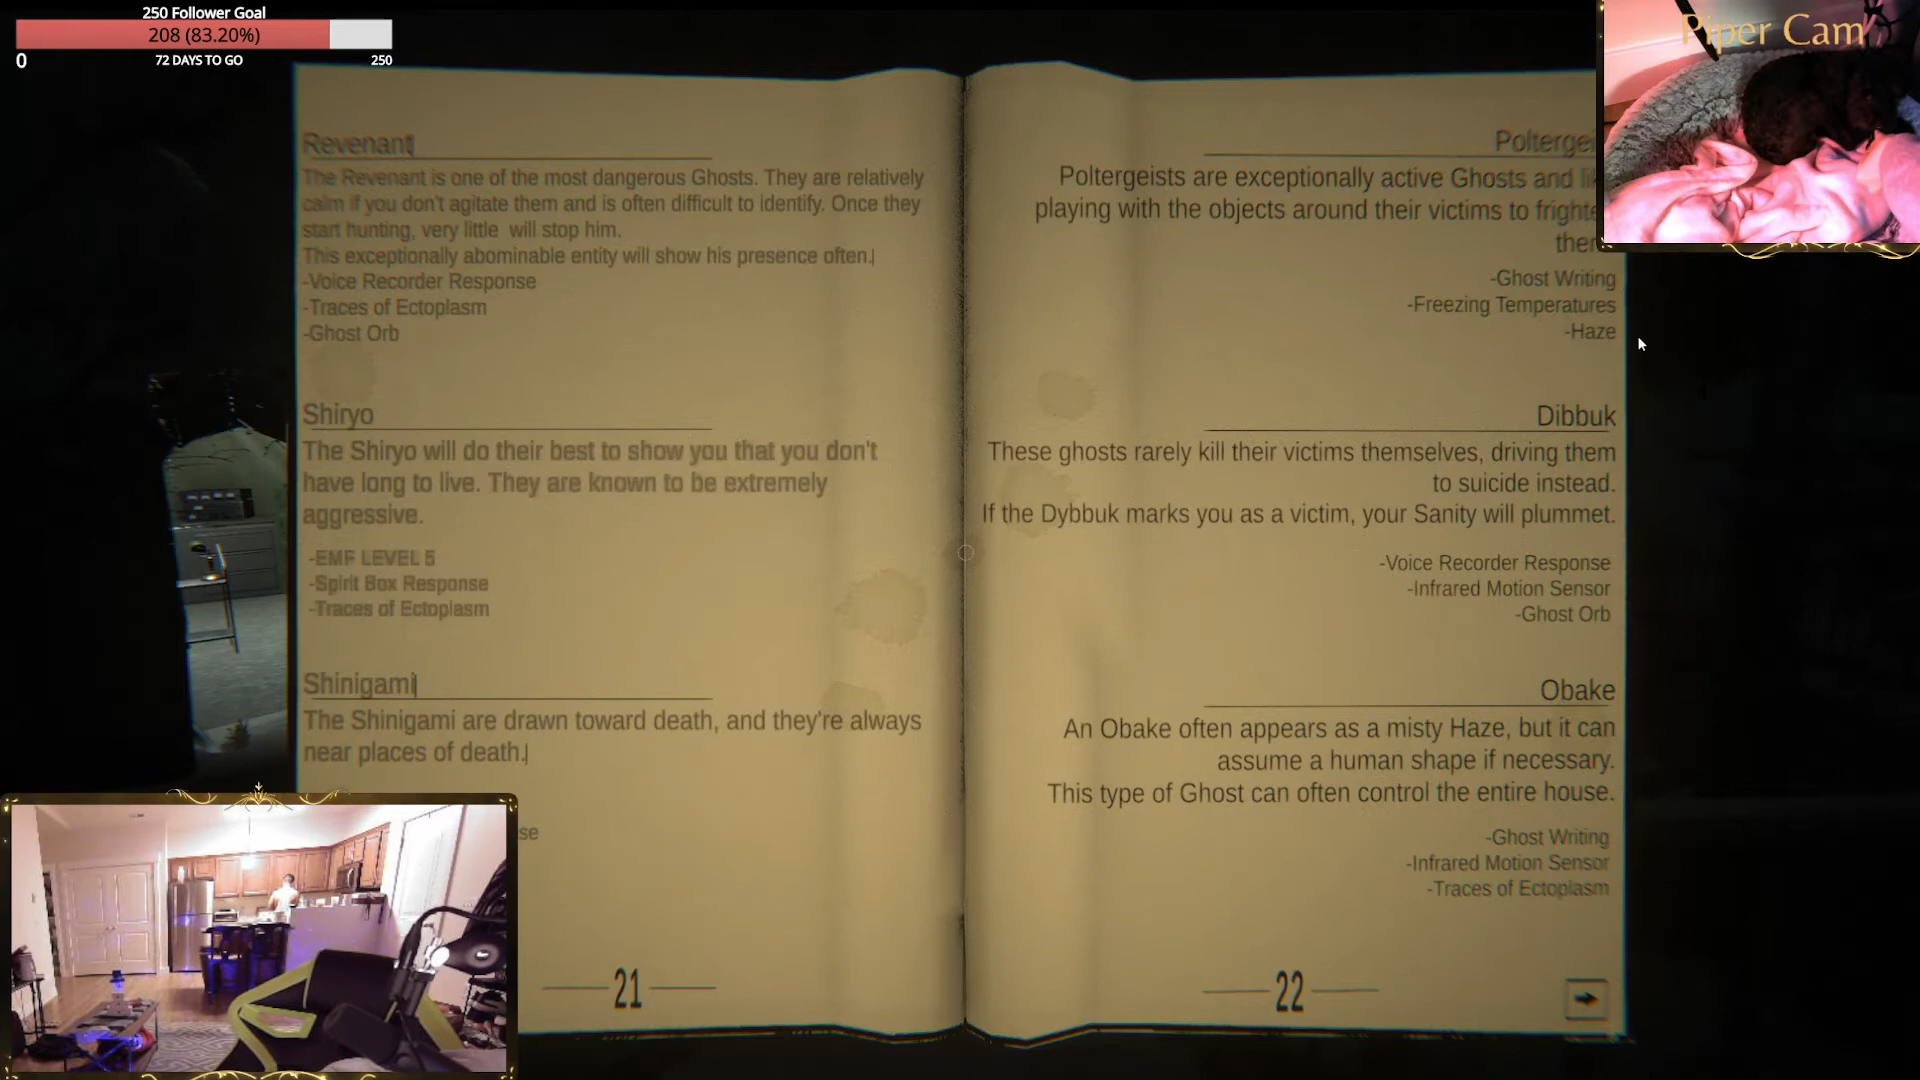 250 Follower Goal
208 (83.20%)
0
72 DAYS TO GO
250
Piper Cam
Revenant
The Revenant is one of the most dangerous Ghosts. They are relatively
calm if you don't agitate them and is often difficult to identify. Once they
start hunting, very little will stop him.
This exceptionally abominable entity will show his presence often.
-Voice Recorder Response
-Traces of Ectoplasm
-Ghost Orb
Shiryo
The Shiryo will do their best to show you that you don't
have long to live. They are known to be extremely
aggressive.
-EMF LEVEL 5
-Spirit Box Response
-Traces of Ectoplasm
Shinigami
The Shinigami are drawn toward death, and they're always
near places of death.
se
21
Poltergei
Poltergeists are exceptionally active Ghosts and li
playing with the objects around their victims to frighte
them
-Ghost Writing
-Freezing Temperatures
-Haze
Dibbuk
These ghosts rarely kill their victims themselves, driving them
to suicide instead.
If the Dybbuk marks you as a victim, your Sanity will plummet.
-Voice Recorder Response
-Infrared Motion Sensor
-Ghost Orb
Obake
An Obake often appears as a misty Haze, but it can
assume a human shape if necessary.
This type of Ghost can often control the entire house.
-Ghost Writing
-Infrared Motion Sensor
-Traces of Ectoplasm
22